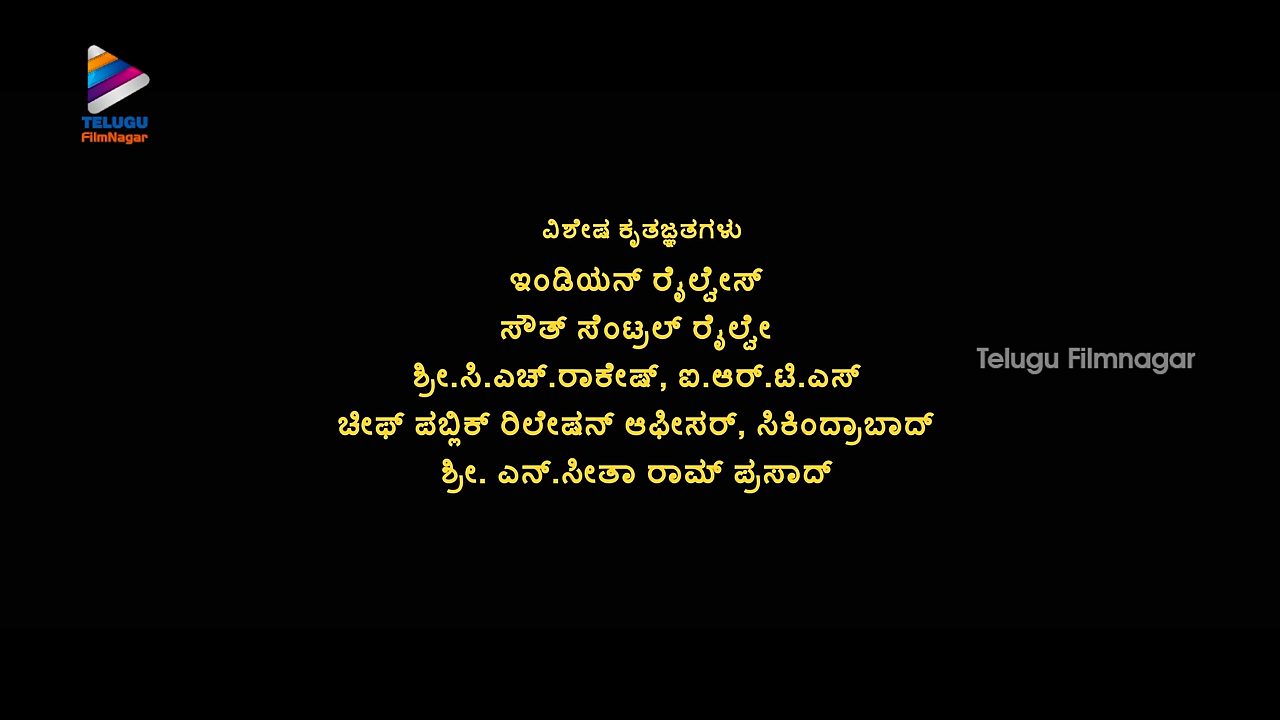 TELUGU
FilmNagar
ವಿಶೇಷ ಕೃತಜ್ಞತಗಳು
ಇಂಡಿಯನ್ ರೈಲ್ವೇಸ್
ಸೌತ್ ಸೆಂಟ್ರಲ್ ರೈಲ್ವೇ
Telugu Filmnagar
ಶ್ರೀ.ಸಿ.ಎಚ್.ರಾಕೇಷ್, ಐ.ಆರ್.ಟಿ.ಎಸ್
ಚೀಫ್ ಪಬ್ಲಿಕ್ ರಿಲೇಷನ್ ಆಫೀಸರ್, ಸಿಕಿಂದ್ರಾಬಾದ್
ಶ್ರೀ. ಎನ್.ಸೀತಾ ರಾಮ್ ಪ್ರಸಾದ್